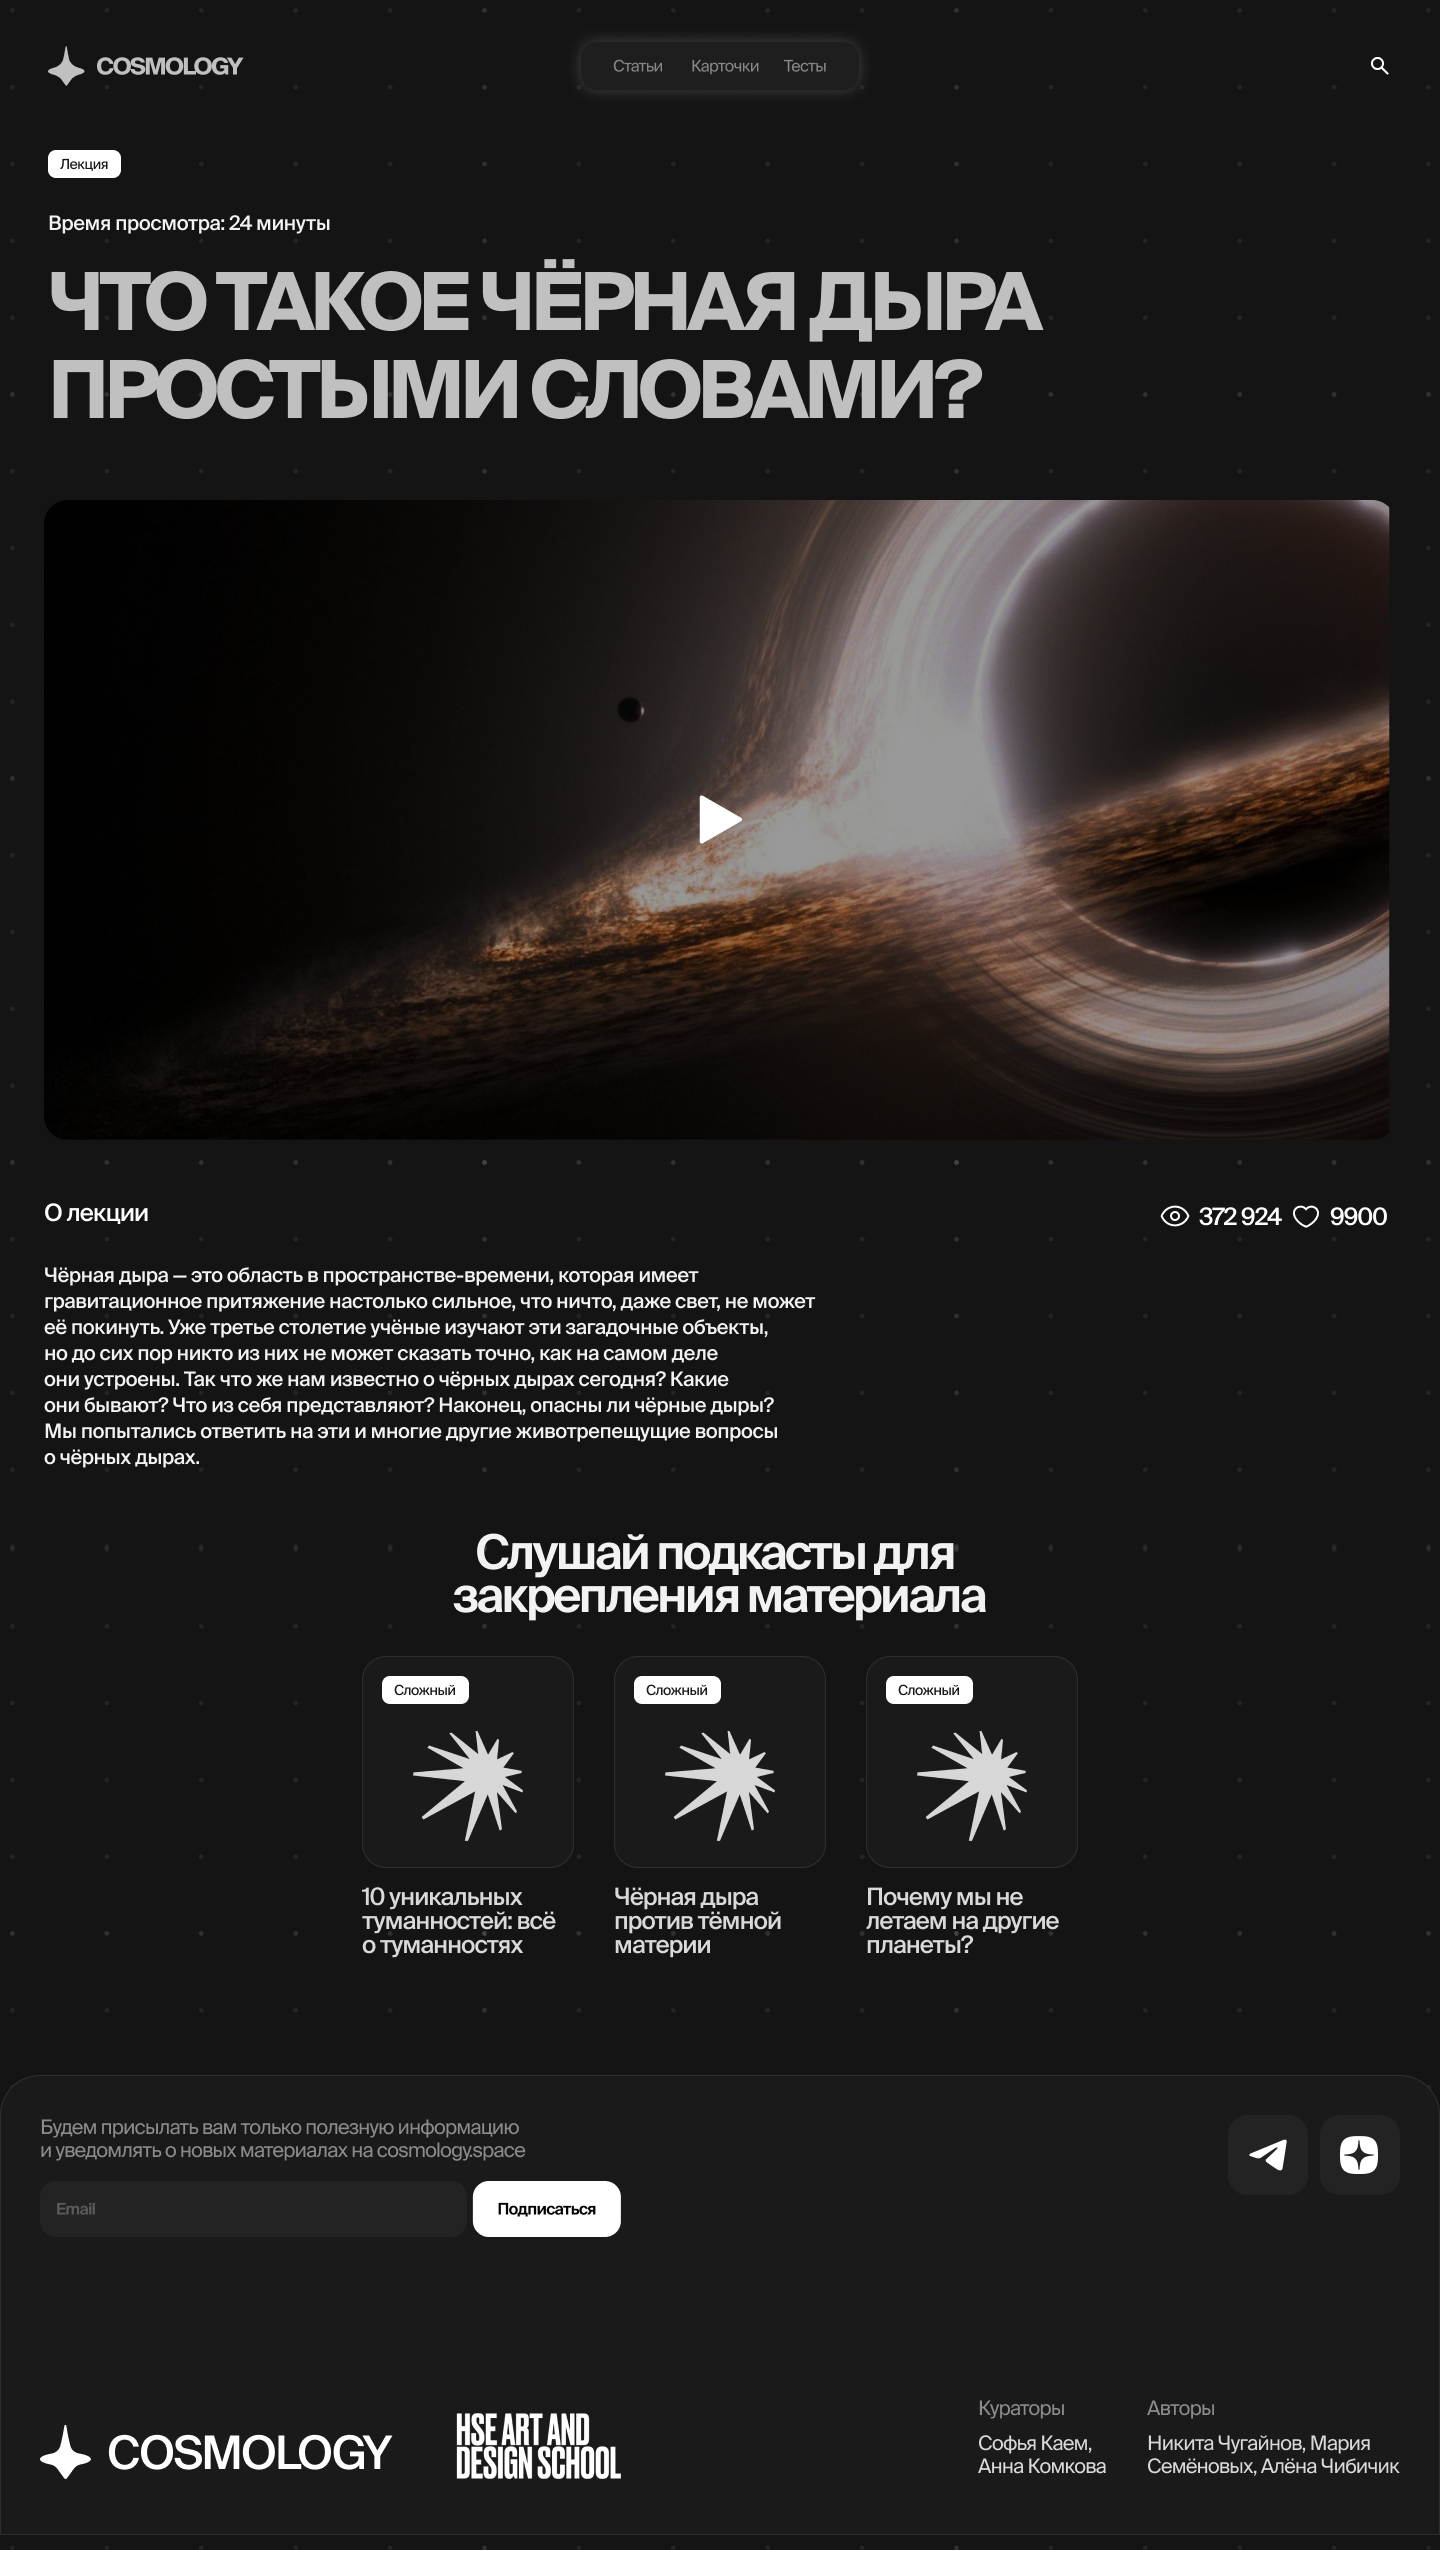 COSMOLOGY
Статьи Карточки Тесты
Лекция
Время просмотра: 24 минуты
ЧТО ТАКОЕ ЧЁРНАЯ ДЫРА
ПРОСТЫМИ СЛОВАМИ?
О лекции
372 924 9900
Чёрная дыра — это область в пространстве-времени, которая имеет
гравитационное притяжение настолько сильное, что ничто, даже свет, не может
её покинуть. Уже третье столетие учёные изучают эти загадочные объекты,
но до сих пор никто из них не может сказать точно, как на самом деле
они устроены. Так что же нам известно о чёрных дырах сегодня? Какие
они бывают? Что из себя представляют? Наконец, опасны ли чёрные дыры?
Мы попытались ответить на эти и многие другие животрепещущие вопросы
о чёрных дырах.
Слушай подкасты для
закрепления материала
Сложный
10 уникальных
туманностей: всё
о туманностях
Сложный
Чёрная дыра
против тёмной
материи
Сложный
Почему мы не
летаем на другие
планеты?
Будем присылать вам только полезную информацию
и уведомлять о новых материалах на cosmology.space
Email
Подписаться
COSMOLOGY
HSE ART AND
DESIGN SCHOOL
Кураторы
Софья Каем,
Анна Комкова
Авторы
Никита Чугайнов, Мария
Семёновых, Алёна Чибичик